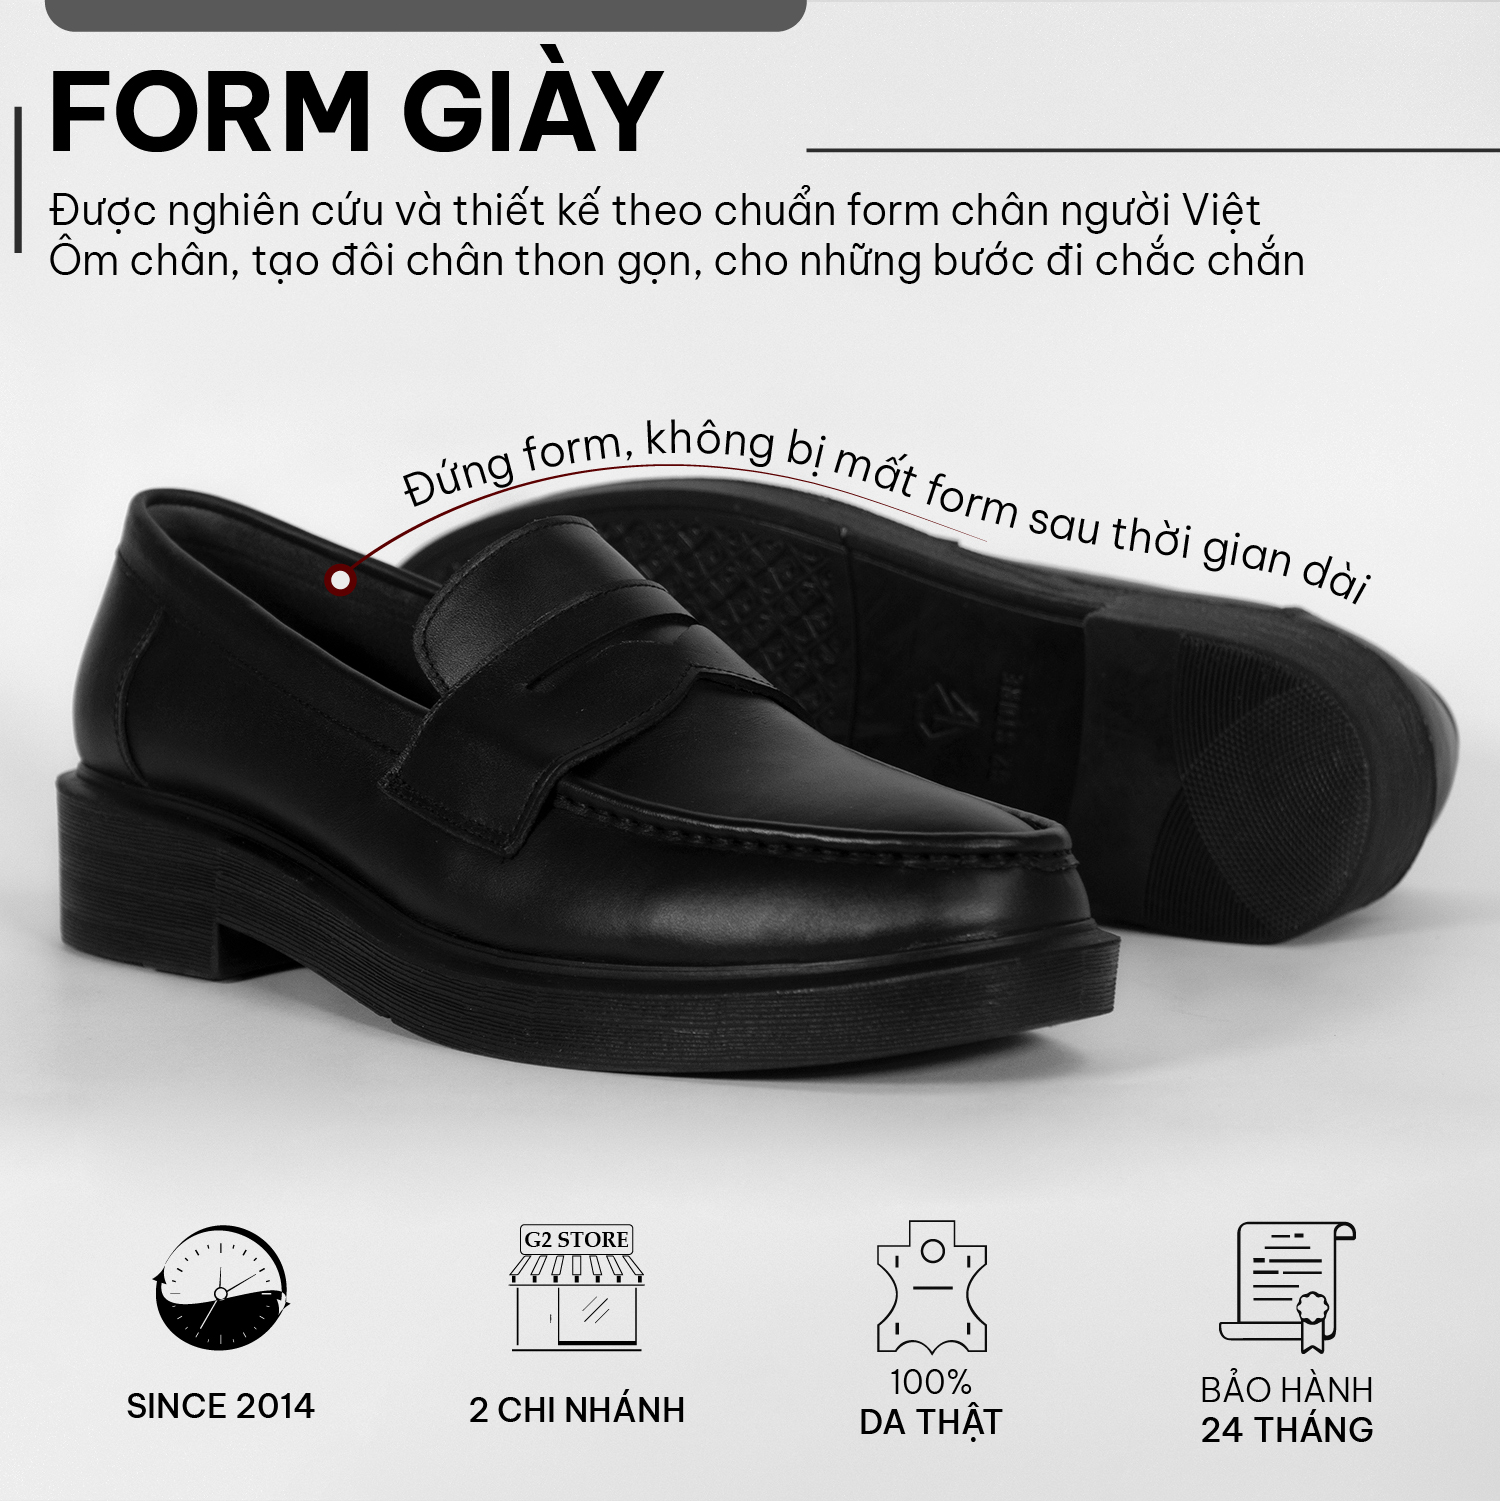 FORM GIÀY
Được nghiên cứu và thiết kế theo chuẩn form chân người Việt
Ôm chân, tạo đôi chân thon gọn, cho những bước đi chắc chắn
Đứng form, không bị mất form sau thời gian dài
G2 STORE
G2 STORE
SINCE 2014
2 CHI NHÁNH
100%
DA THẬT
BẢO HÀNH
24 THÁNG